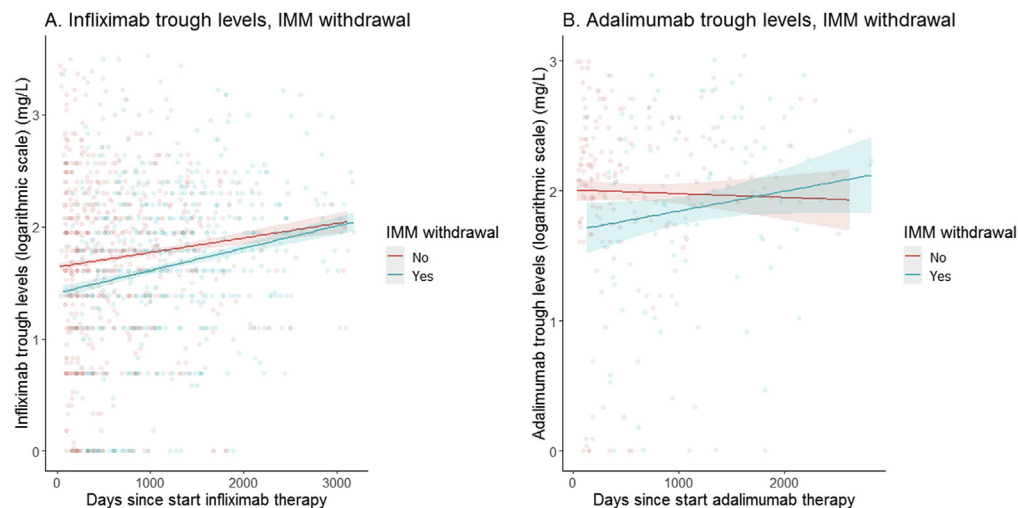 A. Infliximab trough levels, IMM withdrawal
Infliximab trough levels (logarithmic scale) (mg/L)
3
2
1
0
0 1000 2000 3000
Days since start infliximab therapy
IMM withdrawal
No
Yes
B. Adalimumab trough levels, IMM withdrawal
Adalimumab trough levels (logarithmic scale) (mg/L)
3
2
1
0
0 1000 2000
Days since start adalimumab therapy
IMM withdrawal
No
Yes